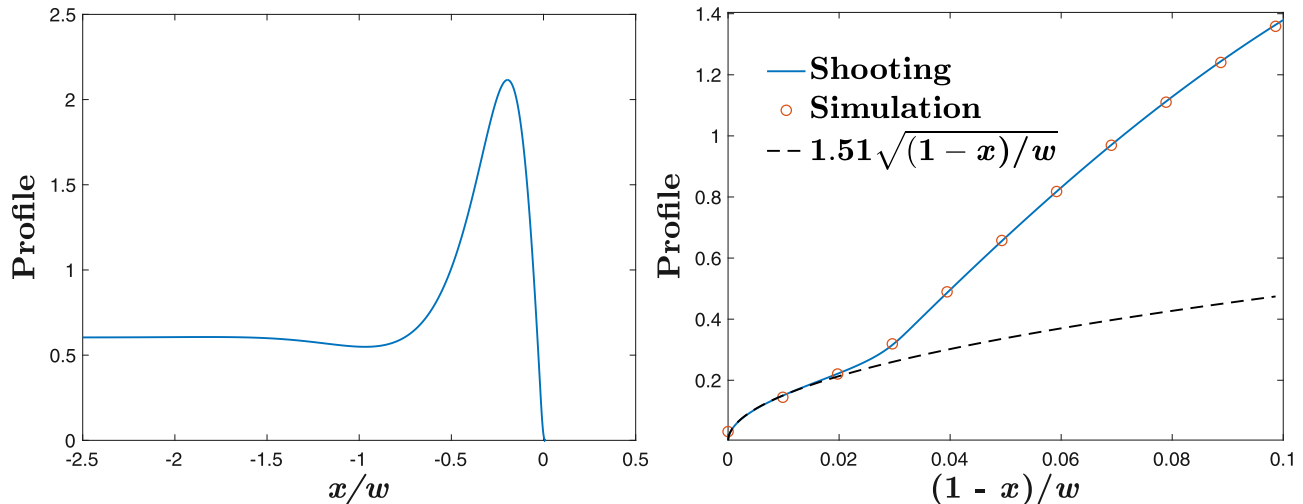 2.5
2
1.5
1
0.5
0
-2.5 -2 -1.5 -1 -0.5 0 0.5
Profile
x/w
1.4
1.2
1
0.8
0.6
0.4
0.2
0 0.02 0.04 0.06 0.08 0.1
Profile
(1 - x)/w
Shooting
Simulation
1.51√(1 − x)/w